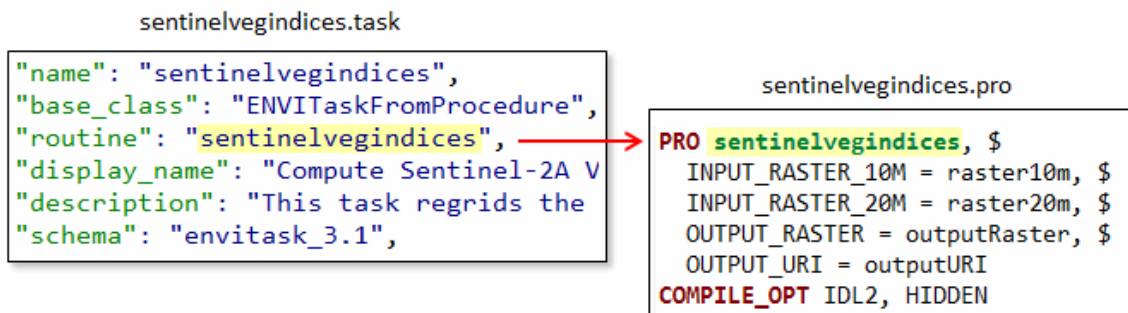 sentinelvegindices.task
"name": "sentinelvegindices",
"base_class": "ENVITaskFromProcedure",
"routine": "sentinelvegindices",
"display_name": "Compute Sentinel-2A V
"description": "This task regrids the
"schema": "envitask_3.1",
sentinelvegindices.pro
PRO sentinelvegindices, $
INPUT_RASTER_10M = raster10m, $
INPUT_RASTER_20M = raster20m, $
OUTPUT_RASTER = outputRaster, $
OUTPUT_URI = outputURI
COMPILE_OPT IDL2, HIDDEN